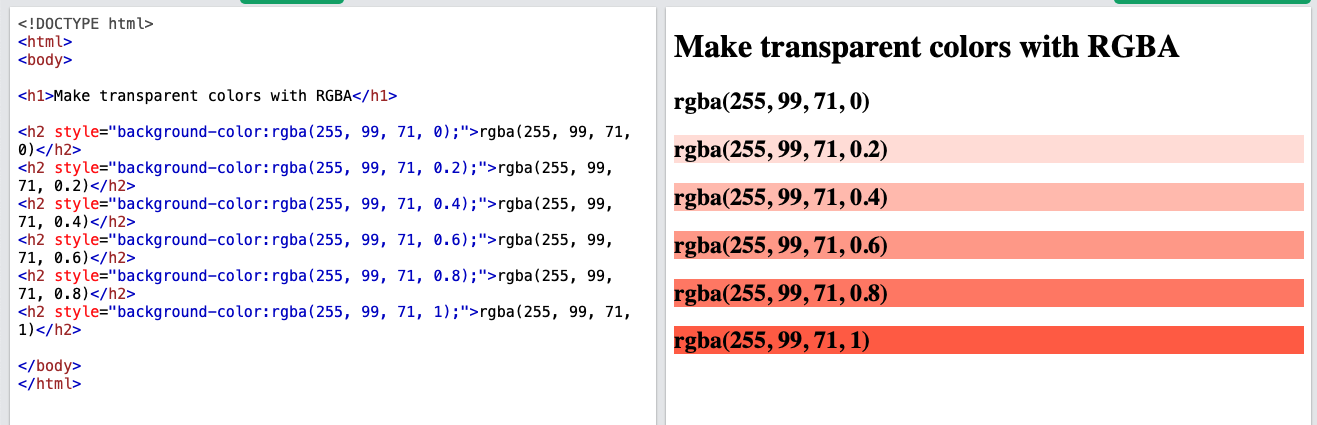 <!DOCTYPE html>
<html>
<body>
<h1>Make transparent colors with RGBA</h1>
<h2 style="background-color:rgba(255, 99, 71, 0);">rgba(255, 99, 71,
0)</h2>
<h2 style="background-color:rgba(255, 99, 71, 0.2);">rgba(255, 99,
71, 0.2)</h2>
<h2 style="background-color:rgba(255, 99, 71, 0.4);">rgba(255, 99,
71, 0.4)</h2>
<h2 style="background-color:rgba(255, 99, 71, 0.6);">rgba(255, 99,
71, 0.6)</h2>
<h2 style="background-color:rgba(255, 99, 71, 0.8);">rgba(255, 99,
71, 0.8)</h2>
<h2 style="background-color:rgba(255, 99, 71, 1);">rgba(255, 99, 71,
1)</h2>
</body>
</html>
Make transparent colors with RGBA
rgba(255, 99, 71, 0)
rgba(255, 99, 71, 0.2)
rgba(255, 99, 71, 0.4)
rgba(255, 99, 71, 0.6)
rgba(255, 99, 71, 0.8)
rgba(255, 99, 71, 1)